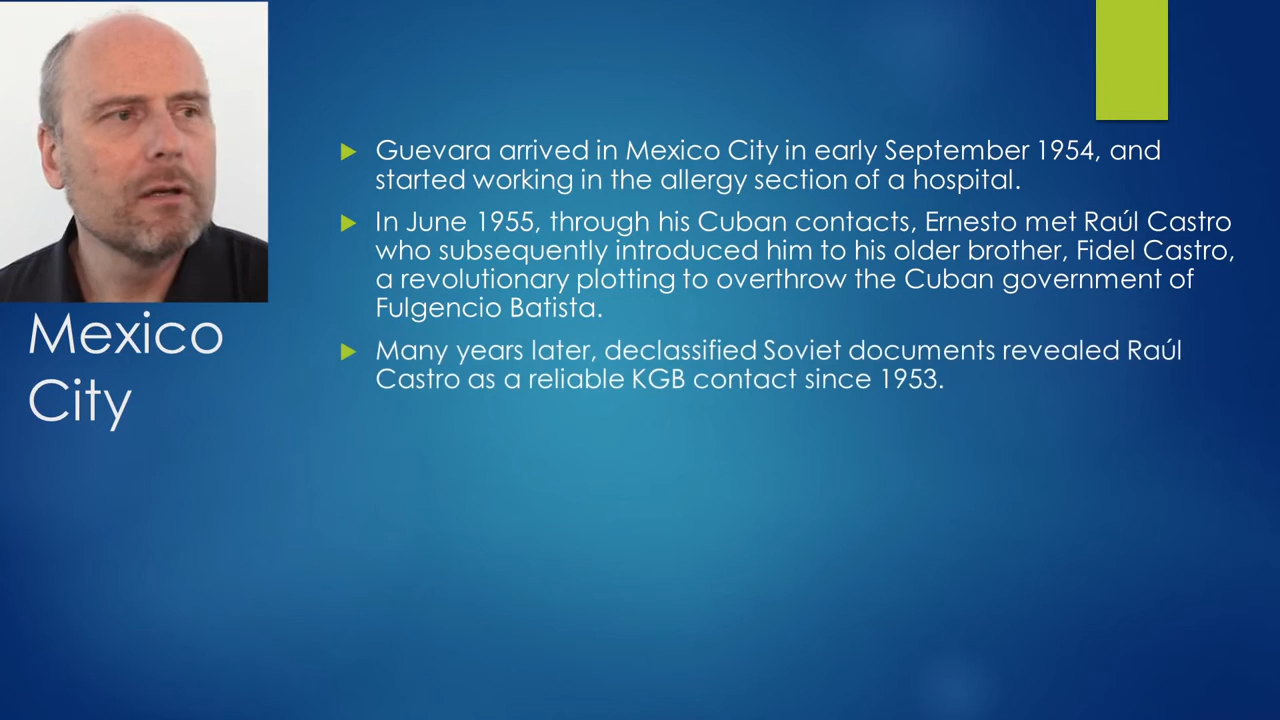 Mexico
City
Guevara arrived in Mexico City in early September 1954, and
started working in the allergy section of a hospital.
In June 1955, through his Cuban contacts, Ernesto met Raúl Castro
who subsequently introduced him to his older brother, Fidel Castro,
a revolutionary plotting to overthrow the Cuban government of
Fulgencio Batista.
Many years later, declassified Soviet documents revealed Raúl
Castro as a reliable KGB contact since 1953.